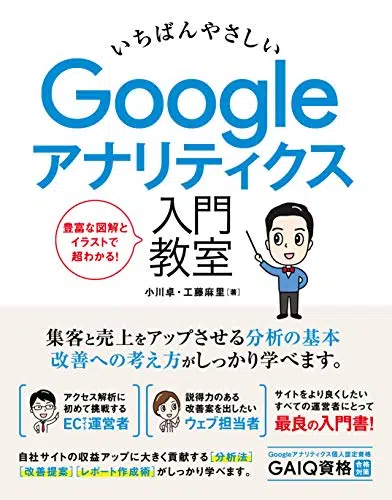 いちばんやさしい
Google
アナリティクス
入門
教室
豊富な図解と
イラストで
超わかる!
小川卓・工藤麻里[著]
集客と売上をアップさせる分析の基本
改善への考え方がしっかり学べます。
アクセス解析に
初めて挑戦する
ECサイト運営者
説得力のある
改善案を出したい
ウェブ担当者
サイトをより良くしたい
すべての運営者にとって
最良の入門書!
自社サイトの収益アップに大きく貢献する[分析法]
[改善提案][レポート作成術]がしっかり学べます。
Googleアナリティクス個人認定資格
GAIQ資格 合格対策